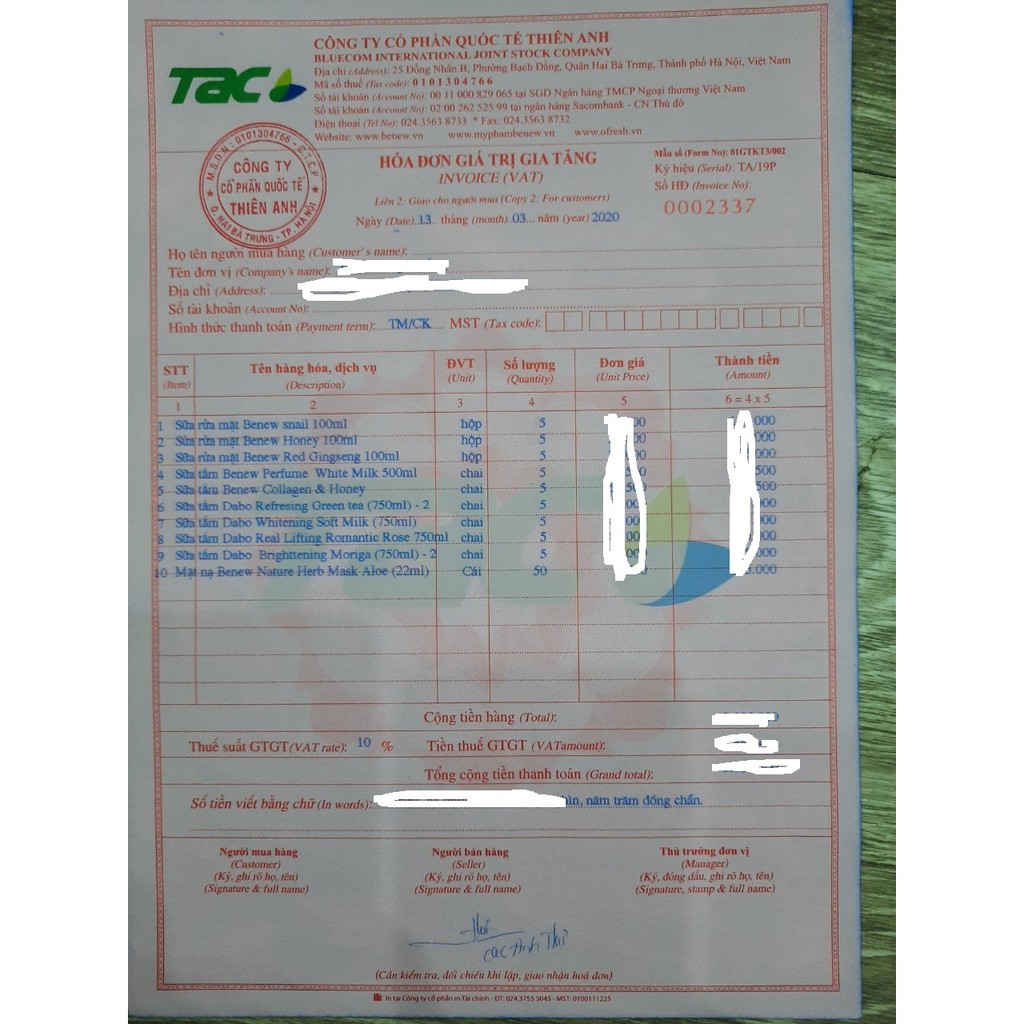 TAC
CÔNG TY CỔ PHẦN QUỐC TẾ THIÊN ANH
BLUECOM INTERNATIONAL JOINT STOCK COMPANY
Địa chỉ (Address): 25 Đồng Nhân B, Phường Bạch Đằng, Quận Hai Bà Trưng, Thành phố Hà Nội, Việt Nam
Mã số thuế (Tax code): 0101304766
Số tài khoản (Account No): 00 11 000 829 065 tại SGD Ngân hàng TMCP Ngoại thương Việt Nam
Số tài khoản (Account No): 02 00 262 525 99 tại ngân hàng Sacombank - CN Thủ đô
Điện thoại (Tel No): 024.3563 8733 * Fax: 024.3563 8732
Website: www.benew.vn www.myphambenew.vn www.ofresh.vn
M.S.D.N: 0101304766 - C.T.C.P
CÔNG TY
CỔ PHẦN QUỐC TẾ
THIÊN ANH
Q. HAI BÀ TRƯNG - TP. HÀ NỘI
HÓA ĐƠN GIÁ TRỊ GIA TĂNG
INVOICE (VAT)
Liên 2: Giao cho người mua (Copy 2: For customers)
Ngày (Date) 13 tháng (month) 03 năm (year) 2020
Mẫu số (Form No): 01GTKT3/002
Ký hiệu (Serial): TA/19P
Số HĐ (Invoice No):
0002337
Họ tên người mua hàng (Customer's name):
Tên đơn vị (Company's name):
Địa chỉ (Address):
Số tài khoản (Account No):
Hình thức thanh toán (Payment term): TM/CK MST (Tax code):
STT Tên hàng hóa, dịch vụ ĐVT Số lượng Đơn giá Thành tiền
(Item) (Description) (Unit) (Quantity) (Unit Price) (Amount)
1 2 3 4 5 6 = 4 x 5
1 Sữa rửa mặt Benew snail 100ml hộp 5 000
2 Sữa rửa mặt Benew Honey 100ml hộp 5 000
3 Sữa rửa mặt Benew Red Gingseng 100ml hộp 5 000
4 Sữa tắm Benew Perfume White Milk 500ml chai 5 500
5 Sữa tắm Benew Collagen & Honey chai 5 500
6 Sữa tắm Dabo Refresing Green tea (750ml) - 2 chai 5 000
7 Sữa tắm Dabo Whitening Soft Milk (750ml) chai 5 000
8 Sữa tắm Dabo Real Lifting Romantic Rose 750ml chai 5 000
9 Sữa tắm Dabo Brighttening Moriga (750ml) - 2 chai 5 000
10 Mặt nạ Benew Nature Herb Mask Aloe (22ml) Cái 50 .000
Cộng tiền hàng (Total):
Thuế suất GTGT (VAT rate): 10 % Tiền thuế GTGT (VAT amount):
Tổng cộng tiền thanh toán (Grand total):
Số tiền viết bằng chữ (In words): năm trăm đồng chẵn.
Người mua hàng Người bán hàng Thủ trưởng đơn vị
(Customer) (Seller) (Manager)
(Ký, ghi rõ họ, tên) (Ký, ghi rõ họ, tên) (Ký, đóng dấu, ghi rõ họ, tên)
(Signature & full name) (Signature & full name) (Signature, stamp & full name)
(Cần kiểm tra, đối chiếu khi lập, giao nhận hoá đơn)
In tại Công ty cổ phần in Tài chính - ĐT: 024.3755 5045 - MST: 0100111225